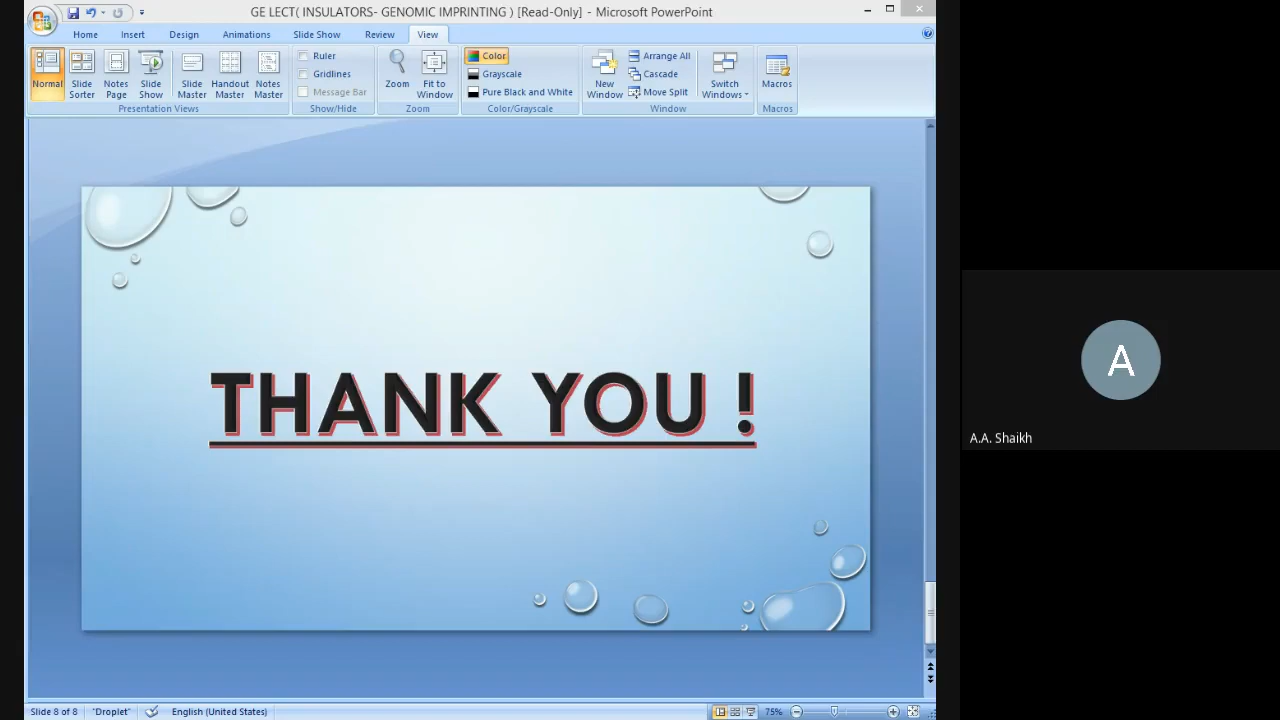 GE LECT( INSULATORS- GENOMIC IMPRINTING ) [Read-Only] - Microsoft PowerPoint
Home Insert Design Animations Slide Show Review View
Normal Slide Sorter Notes Page Slide Show Slide Master Handout Master Notes Master
Presentation Views
Ruler
Gridlines
Message Bar
Show/Hide
Zoom Fit to Window
Zoom
Color
Grayscale
Pure Black and White
Color/Grayscale
New Window
Arrange All
Cascade
Move Split
Switch Windows
Window
Macros
Macros
THANK YOU !
A
A.A. Shaikh
Slide 8 of 8 "Droplet" English (United States) 75%